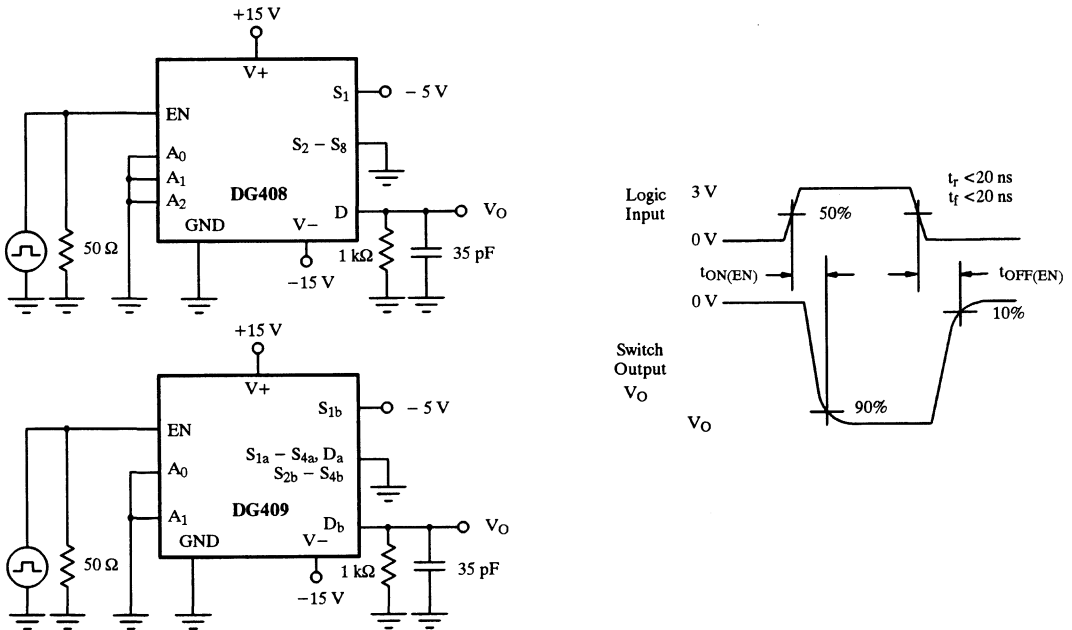 +15 V
V+
S1
– 5 V
EN
S2 – S8
A0
A1
A2
DG408
D
VO
GND
V–
50 Ω
1 kΩ
35 pF
–15 V
+15 V
V+
S1b
– 5 V
EN
S1a – S4a, Da
S2b – S4b
A0
DG409
A1
Db
VO
GND
V–
50 Ω
1 kΩ
35 pF
–15 V
Logic
Input
3 V
50%
tr <20 ns
tf <20 ns
0 V
tON(EN)
tOFF(EN)
0 V
10%
Switch
Output
VO
90%
VO